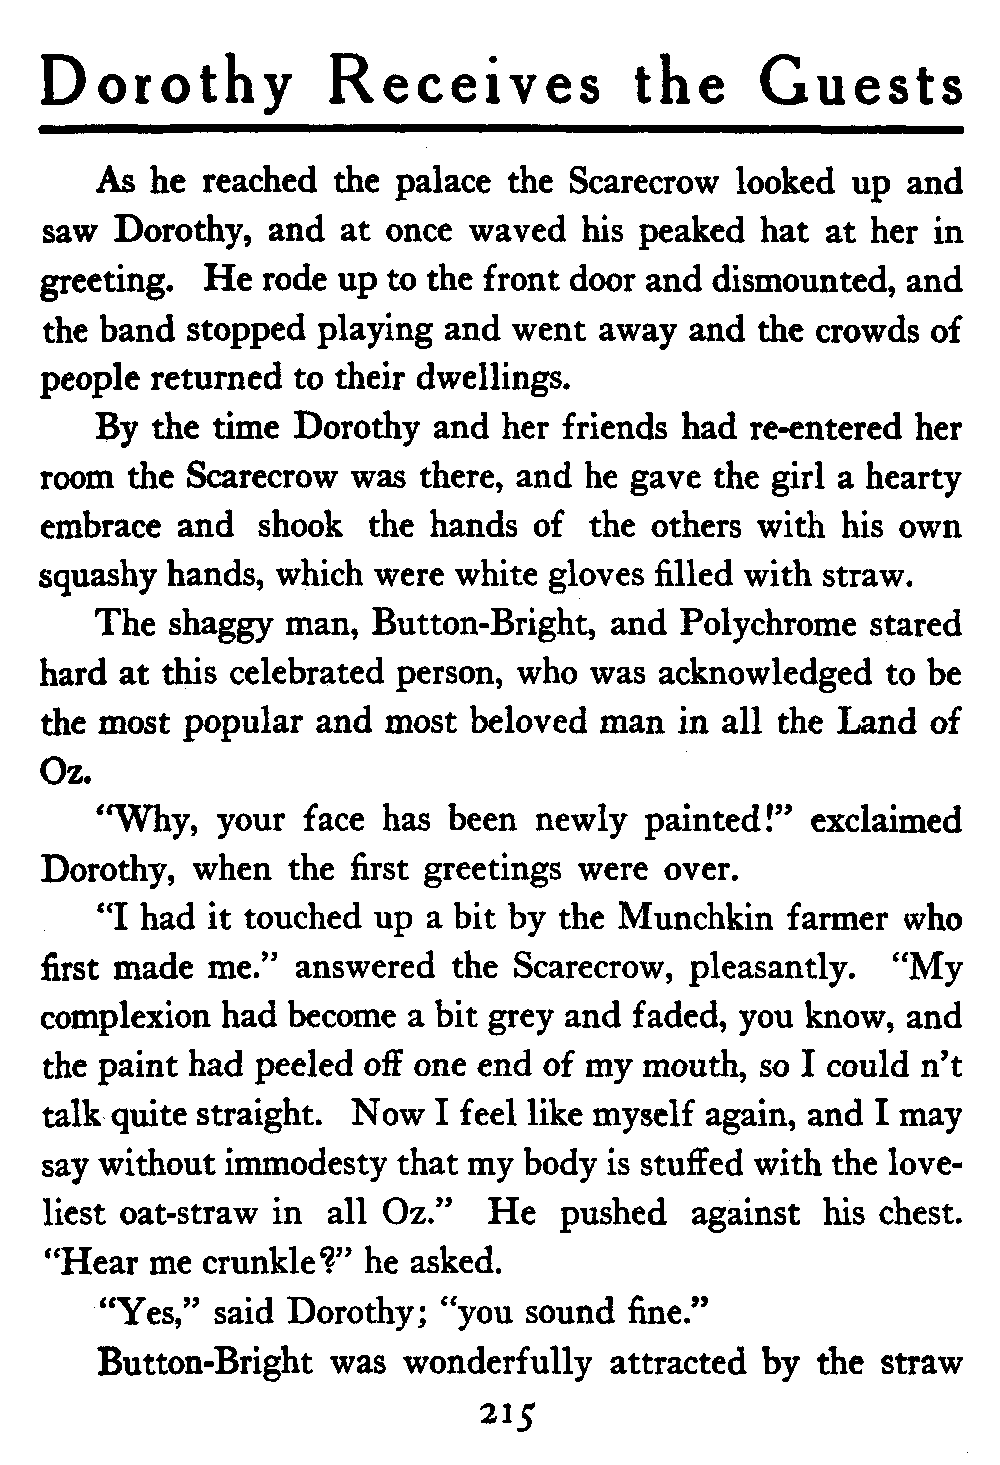 Dorothy Receives the Guests
As he reached the palace the Scarecrow looked up and
saw Dorothy, and at once waved his peaked hat at her in
greeting. He rode up to the front door and dismounted, and
the band stopped playing and went away and the crowds of
people returned to their dwellings.
By the time Dorothy and her friends had re-entered her
room the Scarecrow was there, and he gave the girl a hearty
embrace and shook the hands of the others with his own
squashy hands, which were white gloves filled with straw.
The shaggy man, Button-Bright, and Polychrome stared
hard at this celebrated person, who was acknowledged to be
the most popular and most beloved man in all the Land of
Oz.
“Why, your face has been newly painted!” exclaimed
Dorothy, when the first greetings were over.
“I had it touched up a bit by the Munchkin farmer who
first made me.” answered the Scarecrow, pleasantly. “My
complexion had become a bit grey and faded, you know, and
the paint had peeled off one end of my mouth, so I could n’t
talk quite straight. Now I feel like myself again, and I may
say without immodesty that my body is stuffed with the love-
liest oat-straw in all Oz.” He pushed against his chest.
“Hear me crunkle?” he asked.
“Yes,” said Dorothy; “you sound fine.”
Button-Bright was wonderfully attracted by the straw
215